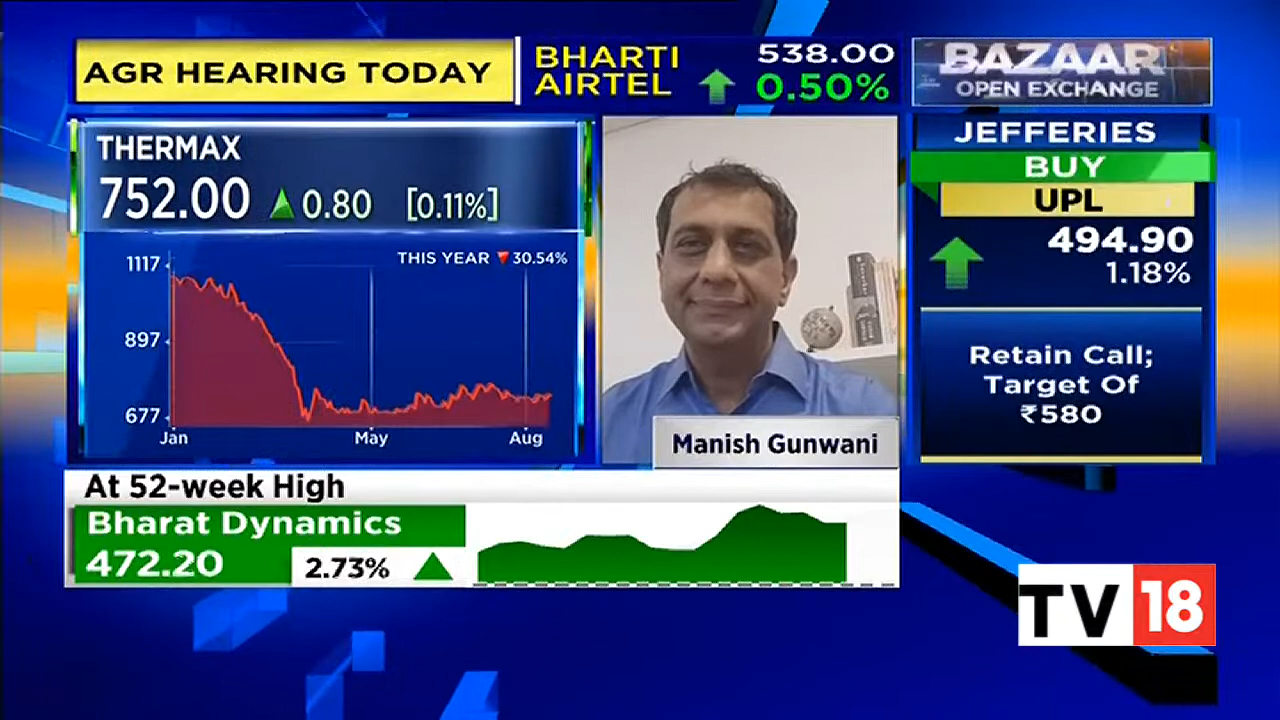 AGR HEARING TODAY
BHARTI AIRTEL
538.00
0.50%
BAZAAR
OPEN EXCHANGE
THERMAX
752.00 ▲ 0.80 [0.11%]
THIS YEAR ▼ 30.54%
1117
897
677
Jan May Aug
Manish Gunwani
JEFFERIES
BUY
UPL
494.90
1.18%
Retain Call;
Target Of
₹580
At 52-week High
Bharat Dynamics
472.20
2.73%
TV18